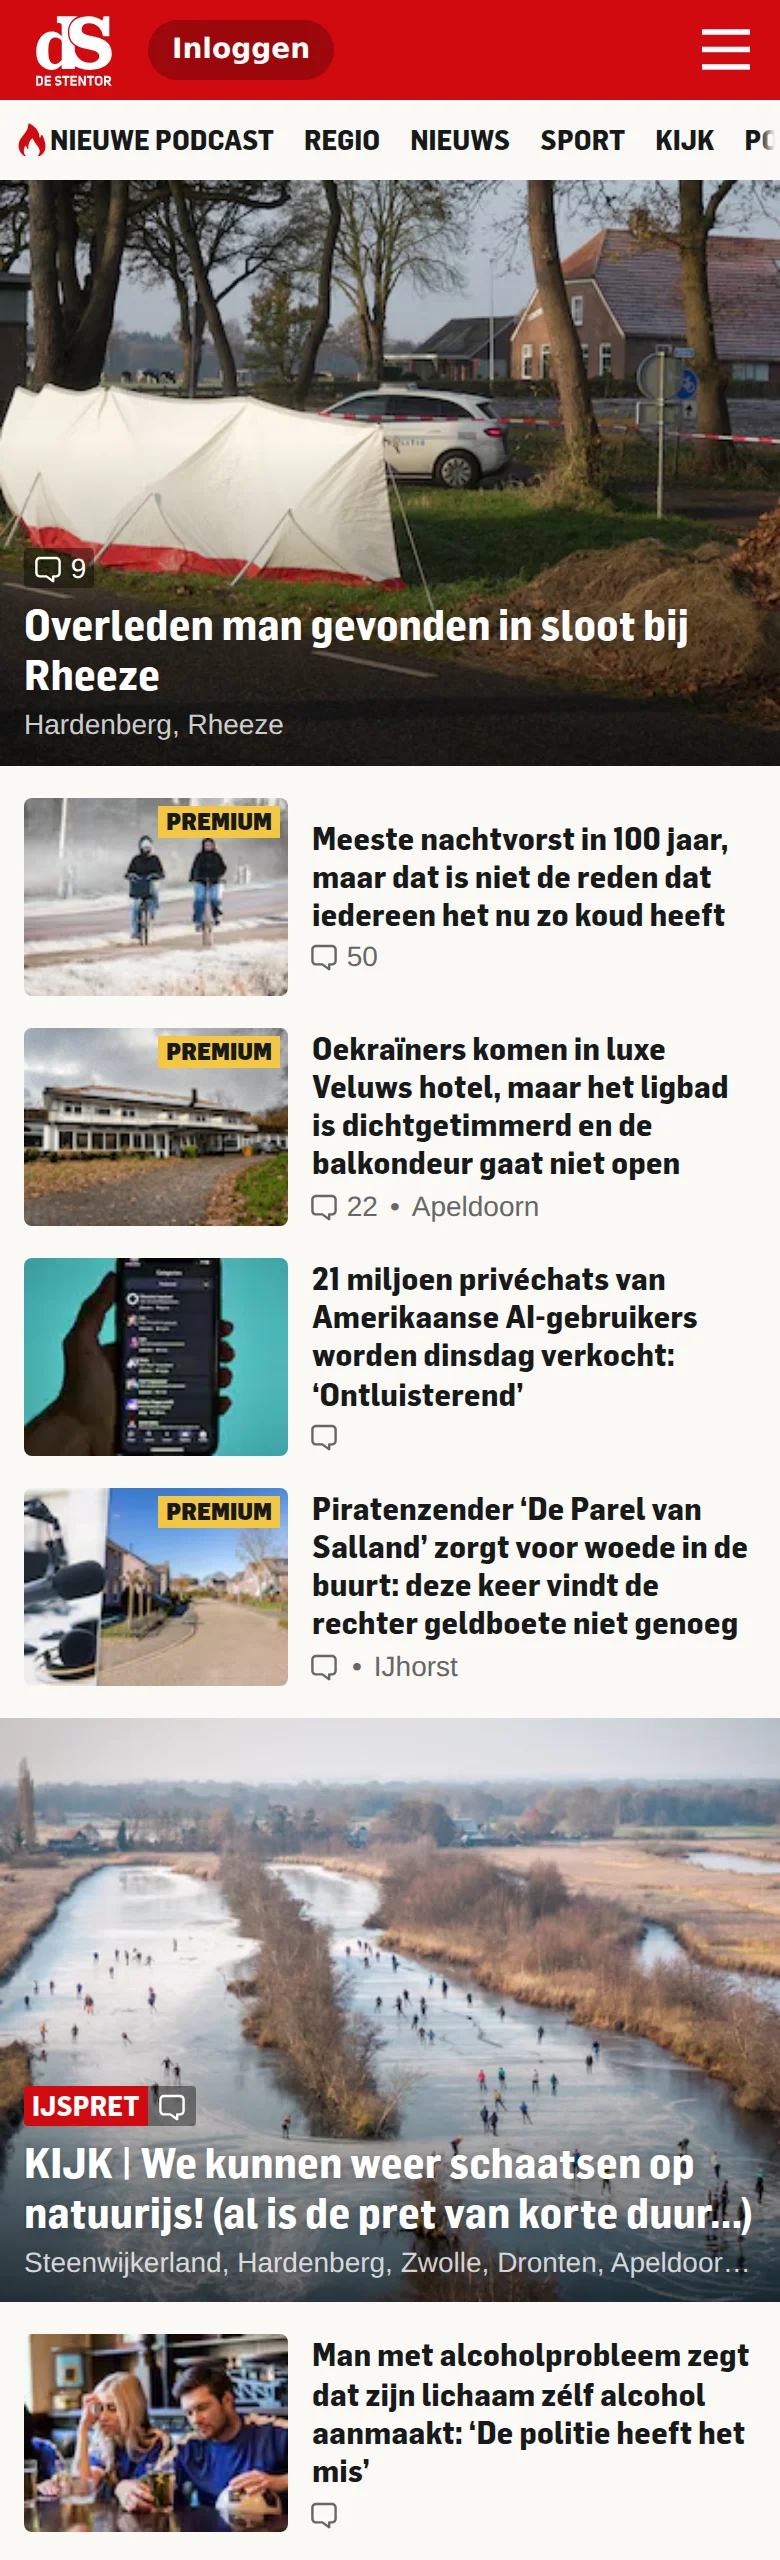 dS
DE STENTOR
Inloggen
NIEUWE PODCAST REGIO NIEUWS SPORT KIJK PO
POLITIE
9
Overleden man gevonden in sloot bij
Rheeze
Hardenberg, Rheeze
PREMIUM
Meeste nachtvorst in 100 jaar,
maar dat is niet de reden dat
iedereen het nu zo koud heeft
50
PREMIUM
Oekraïners komen in luxe
Veluws hotel, maar het ligbad
is dichtgetimmerd en de
balkondeur gaat niet open
22 • Apeldoorn
21 miljoen privéchats van
Amerikaanse AI-gebruikers
worden dinsdag verkocht:
‘Ontluisterend’
PREMIUM
Piratenzender ‘De Parel van
Salland’ zorgt voor woede in de
buurt: deze keer vindt de
rechter geldboete niet genoeg
• IJhorst
IJSPRET
KIJK | We kunnen weer schaatsen op
natuurijs! (al is de pret van korte duur...)
Steenwijkerland, Hardenberg, Zwolle, Dronten, Apeldoor...
Man met alcoholprobleem zegt
dat zijn lichaam zélf alcohol
aanmaakt: ‘De politie heeft het
mis’